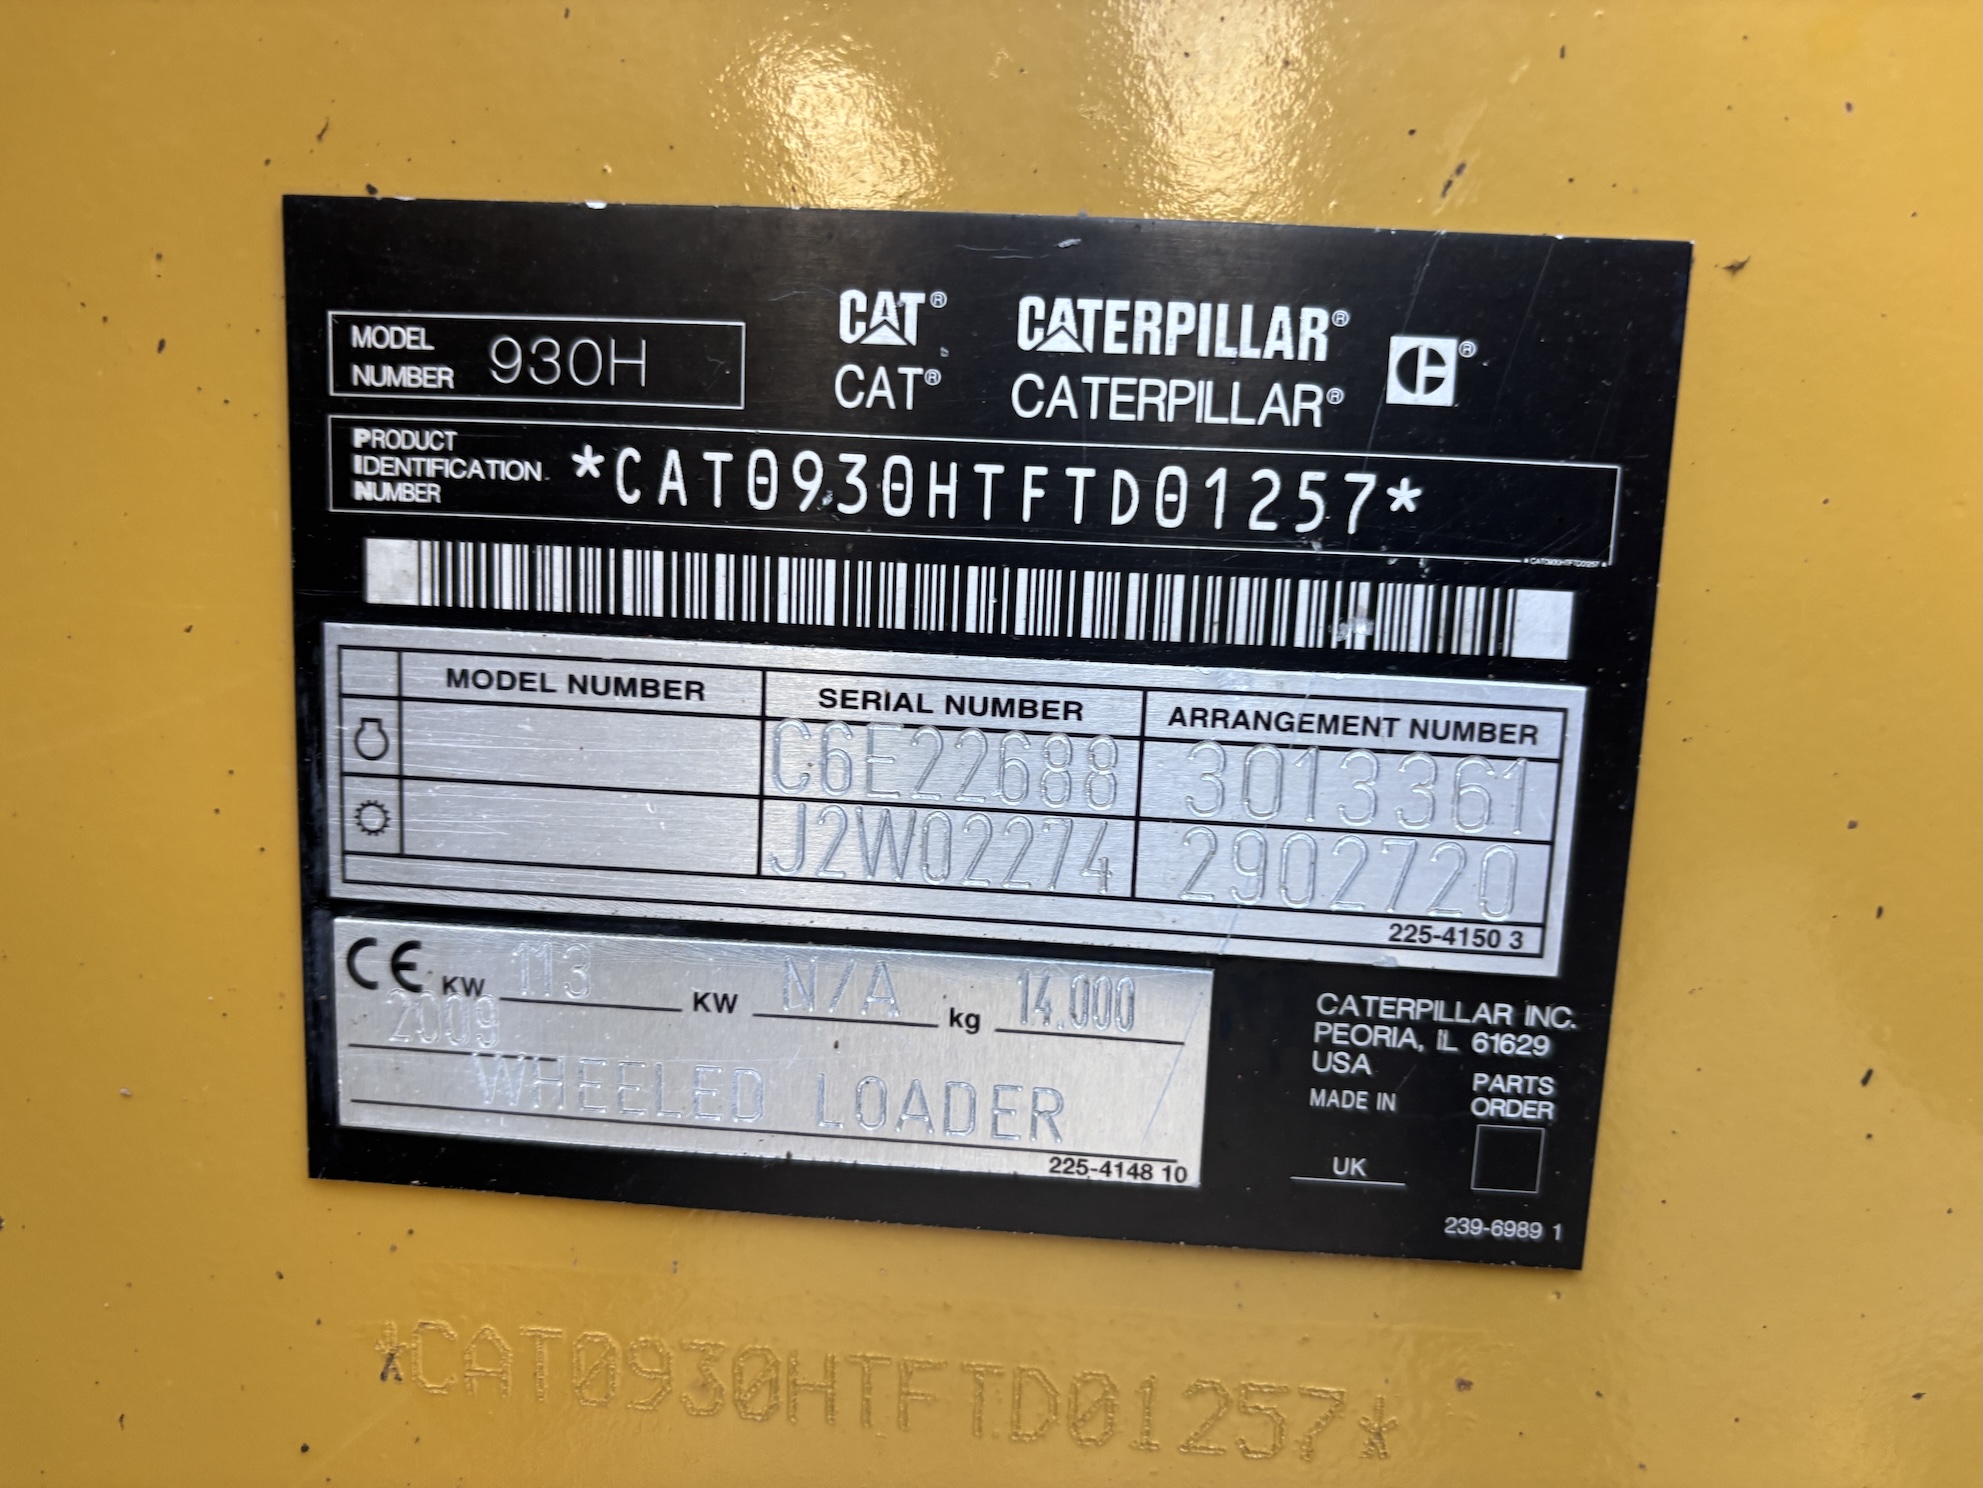 CAT® CATERPILLAR® ®
CAT® CATERPILLAR®
MODEL
NUMBER 930H
PRODUCT
IDENTIFICATION
NUMBER
*CAT0930HTFTD01257*
*CAT0930HTFTD01257*
MODEL NUMBER SERIAL NUMBER ARRANGEMENT NUMBER
C6E22688 3013361
J2W02274 2902720
225-4150 3
CE KW 113 KW N/A kg 14,000
2009
WHEELED LOADER
225-4148 10
CATERPILLAR INC.
PEORIA, IL 61629
USA
MADE IN
UK
PARTS
ORDER
239-6989 1
*CAT0930HTFTD01257*